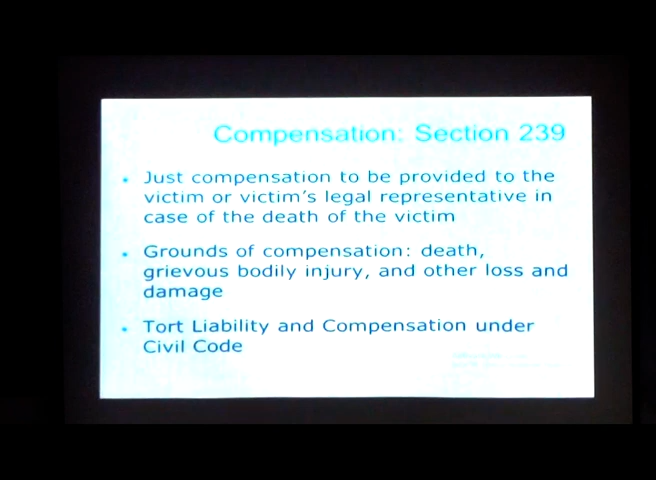 Compensation: Section 239
• Just compensation to be provided to the
victim or victim's legal representative in
case of the death of the victim
• Grounds of compensation: death,
grievous bodily injury, and other loss and
damage
• Tort Liability and Compensation under
Civil Code